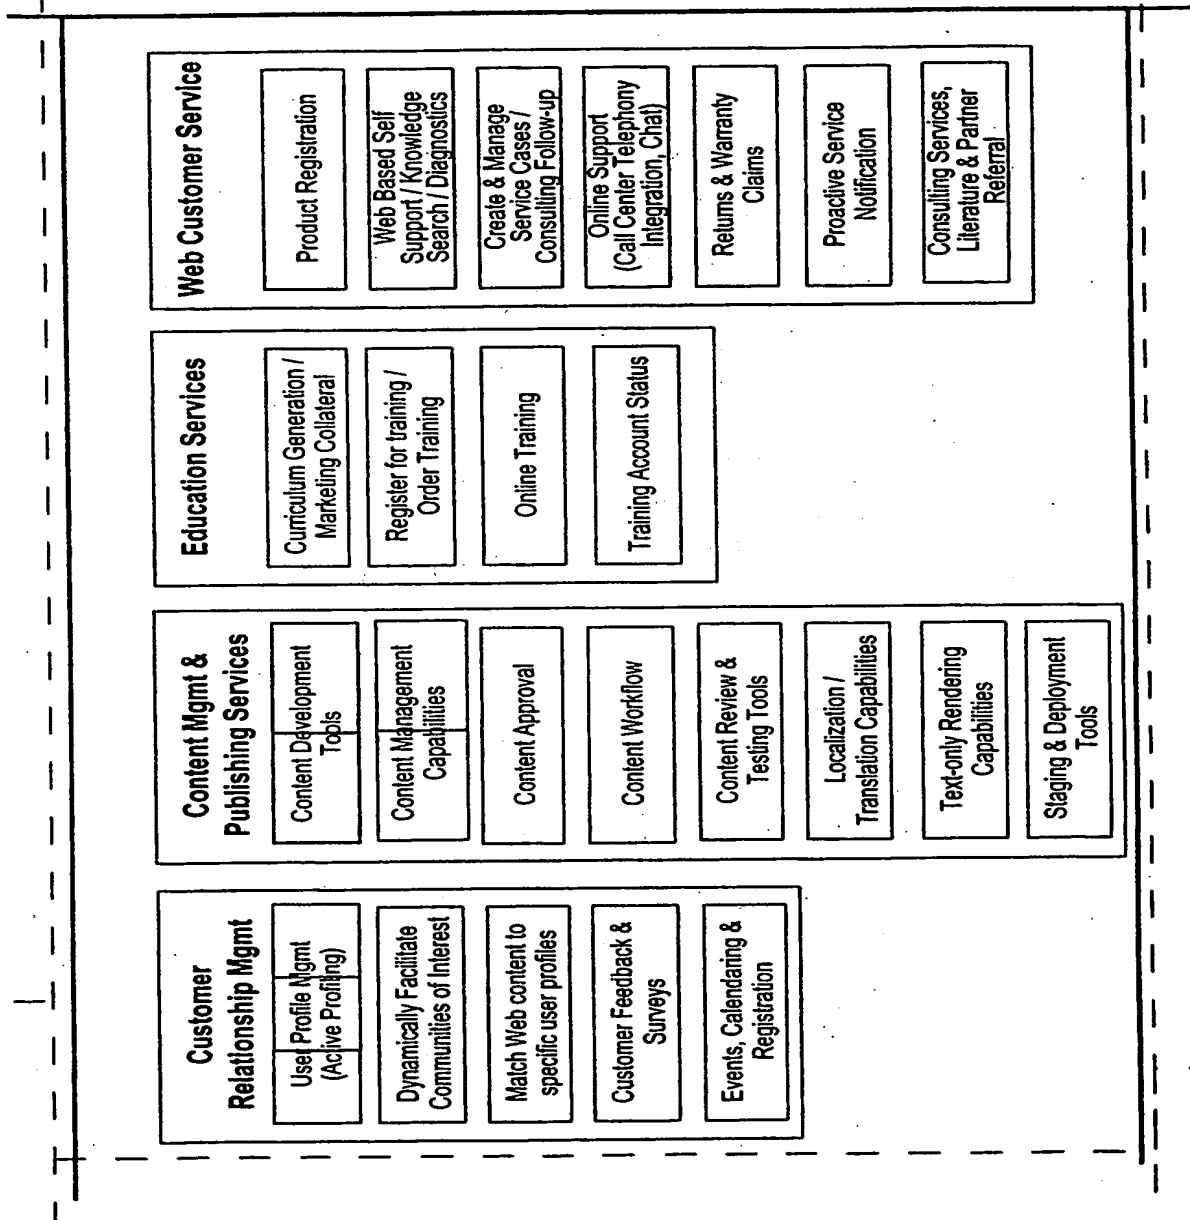 Customer
Relationship Mgmt
User Profile Mgmt
(Active Profiling)
Dynamically Facilitate
Communities of Interest
Match Web content to
specific user profiles
Customer Feedback &
Surveys
Events, Calendaring &
Registration
Content Mgmt &
Publishing Services
Content Development
Tools
Content Management
Capabilities
Content Approval
Content Workflow
Content Review &
Testing Tools
Localization /
Translation Capabilities
Text-only Rendering
Capabilities
Staging & Deployment
Tools
Education Services
Curriculum Generation /
Marketing Collateral
Register for training /
Order Training
Online Training
Training Account Status
Web Customer Service
Product Registration
Web Based Self
Support / Knowledge
Search / Diagnostics
Create & Manage
Service Cases /
Consulting Follow-up
Online Support
(Call Center Telephony
Integration, Chat)
Returns & Warranty
Claims
Proactive Service
Notification
Consulting Services,
Literature & Partner
Referral